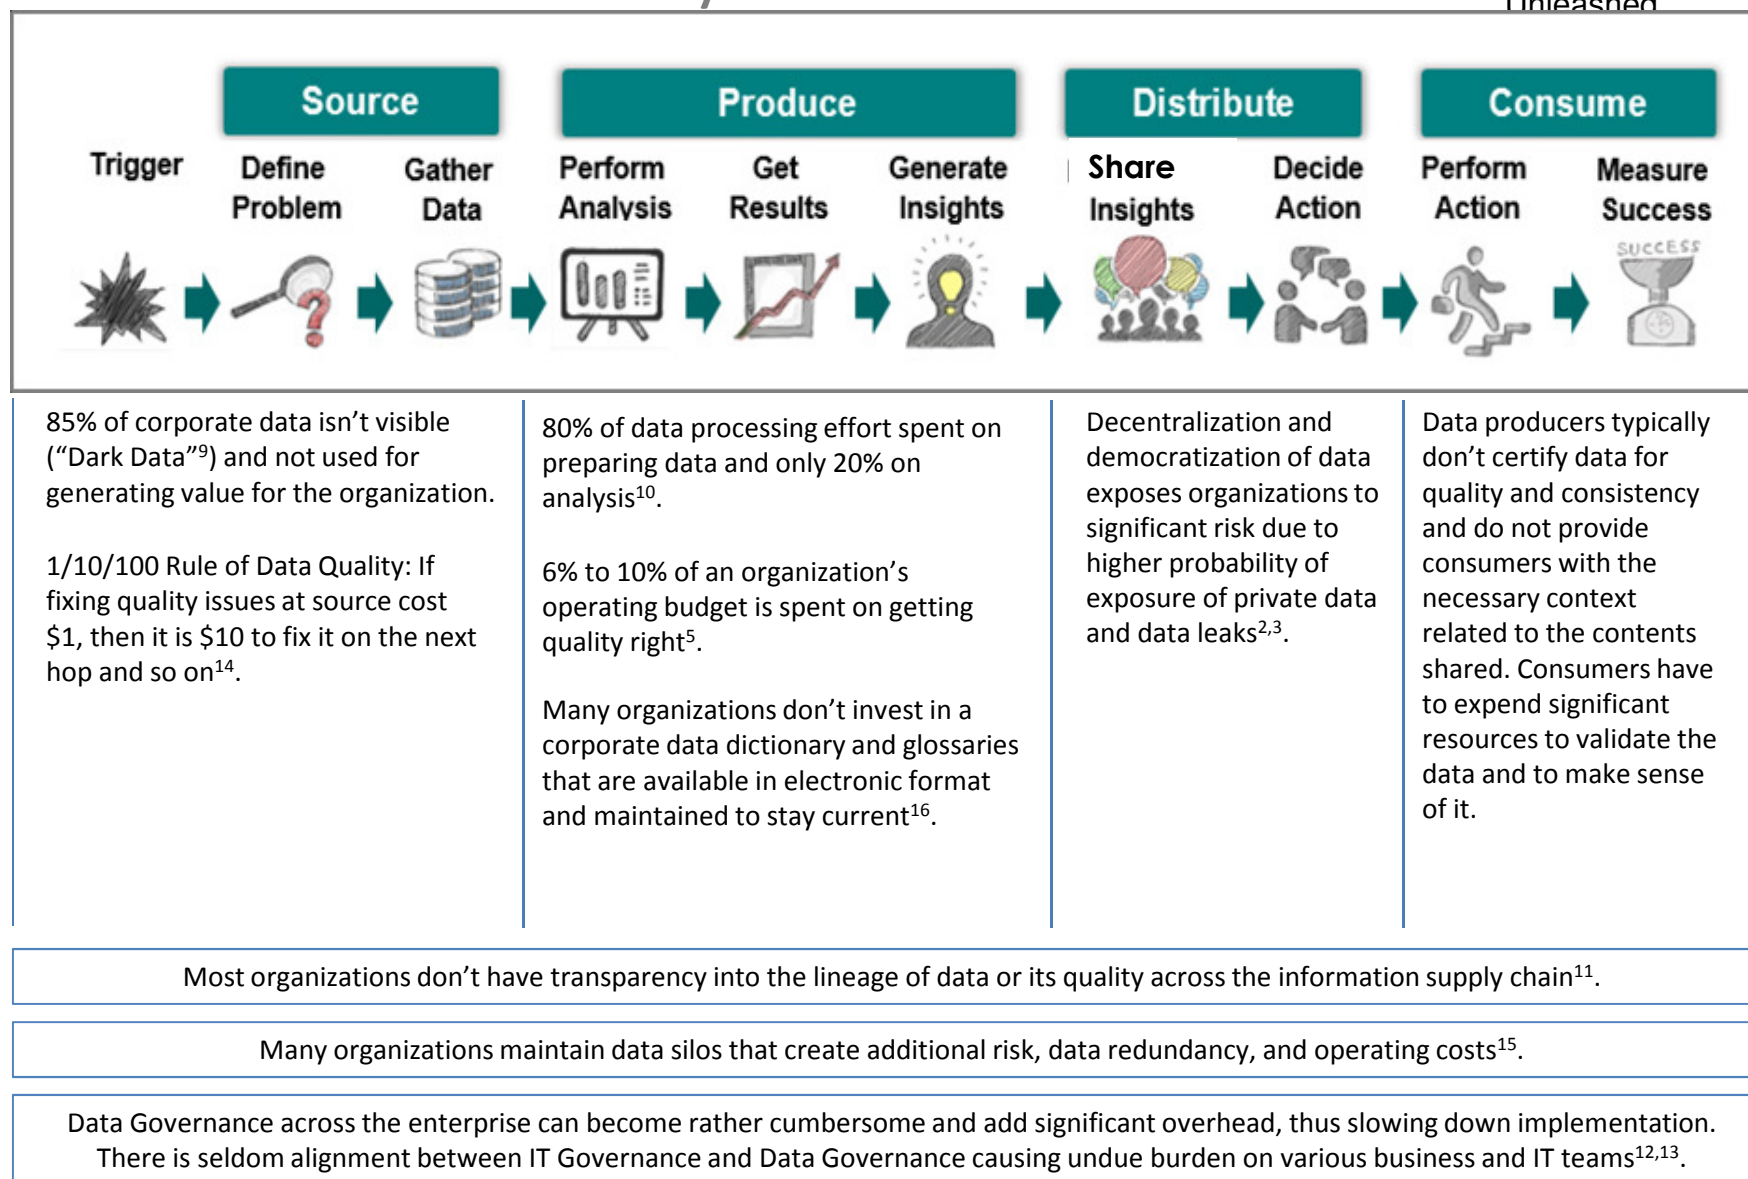 Unleashed
Source
Produce
Distribute
Consume
Trigger
Define
Problem
Gather
Data
Perform
Analysis
Get
Results
Generate
Insights
Share
Insights
Decide
Action
Perform
Action
Measure
Success
SUCCESS
85% of corporate data isn’t visible
(“Dark Data”⁹) and not used for
generating value for the organization.
1/10/100 Rule of Data Quality: If
fixing quality issues at source cost
$1, then it is $10 to fix it on the next
hop and so on¹⁴.
80% of data processing effort spent on
preparing data and only 20% on
analysis¹⁰.
6% to 10% of an organization’s
operating budget is spent on getting
quality right⁵.
Many organizations don’t invest in a
corporate data dictionary and glossaries
that are available in electronic format
and maintained to stay current¹⁶.
Decentralization and
democratization of data
exposes organizations to
significant risk due to
higher probability of
exposure of private data
and data leaks²,³.
Data producers typically
don’t certify data for
quality and consistency
and do not provide
consumers with the
necessary context
related to the contents
shared. Consumers have
to expend significant
resources to validate the
data and to make sense
of it.
Most organizations don’t have transparency into the lineage of data or its quality across the information supply chain¹¹.
Many organizations maintain data silos that create additional risk, data redundancy, and operating costs¹⁵.
Data Governance across the enterprise can become rather cumbersome and add significant overhead, thus slowing down implementation.
There is seldom alignment between IT Governance and Data Governance causing undue burden on various business and IT teams¹²,¹³.